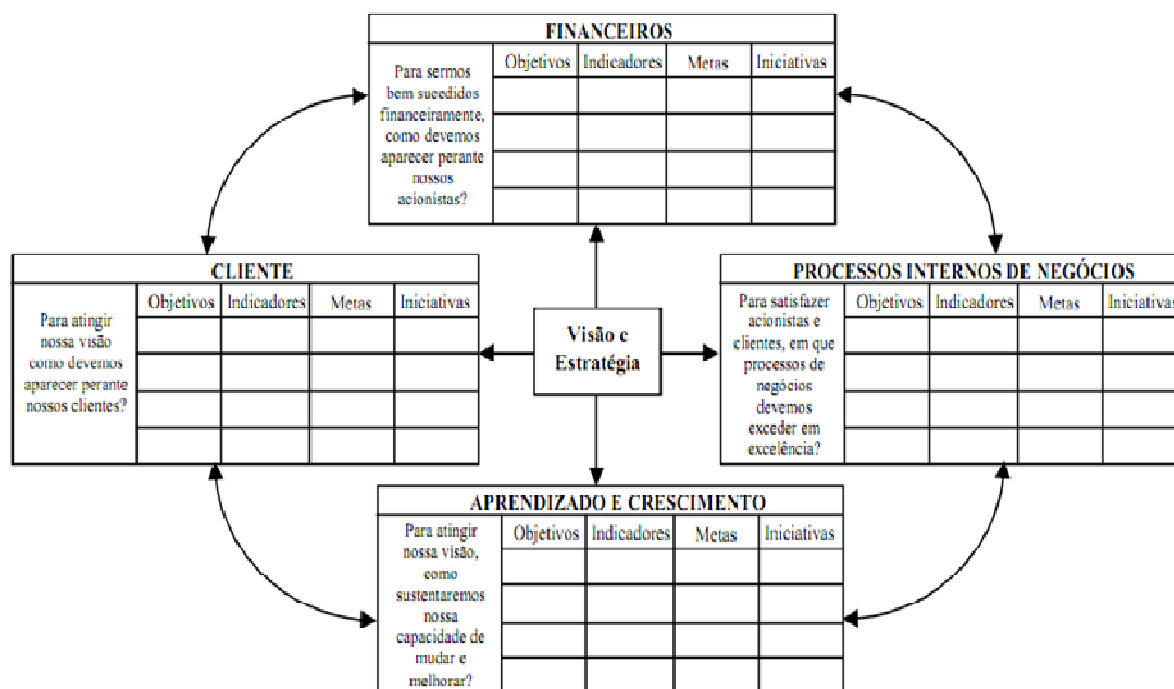 FINANCEIROS
Para sermos
bem sucedidos
financeiramente,
como devemos
aparecer perante
nossos
acionistas?
Objetivos Indicadores Metas Iniciativas
CLIENTE
Para atingir
nossa visão
como devemos
aparecer perante
nossos clientes?
Objetivos Indicadores Metas Iniciativas
Visão e
Estratégia
PROCESSOS INTERNOS DE NEGÓCIOS
Para satisfazer
acionistas e
clientes, em que
processos de
negócios
devemos
exceder em
excelência?
Objetivos Indicadores Metas Iniciativas
APRENDIZADO E CRESCIMENTO
Para atingir
nossa visão,
como
sustentaremos
nossa
capacidade de
mudar e
melhorar?
Objetivos Indicadores Metas Iniciativas